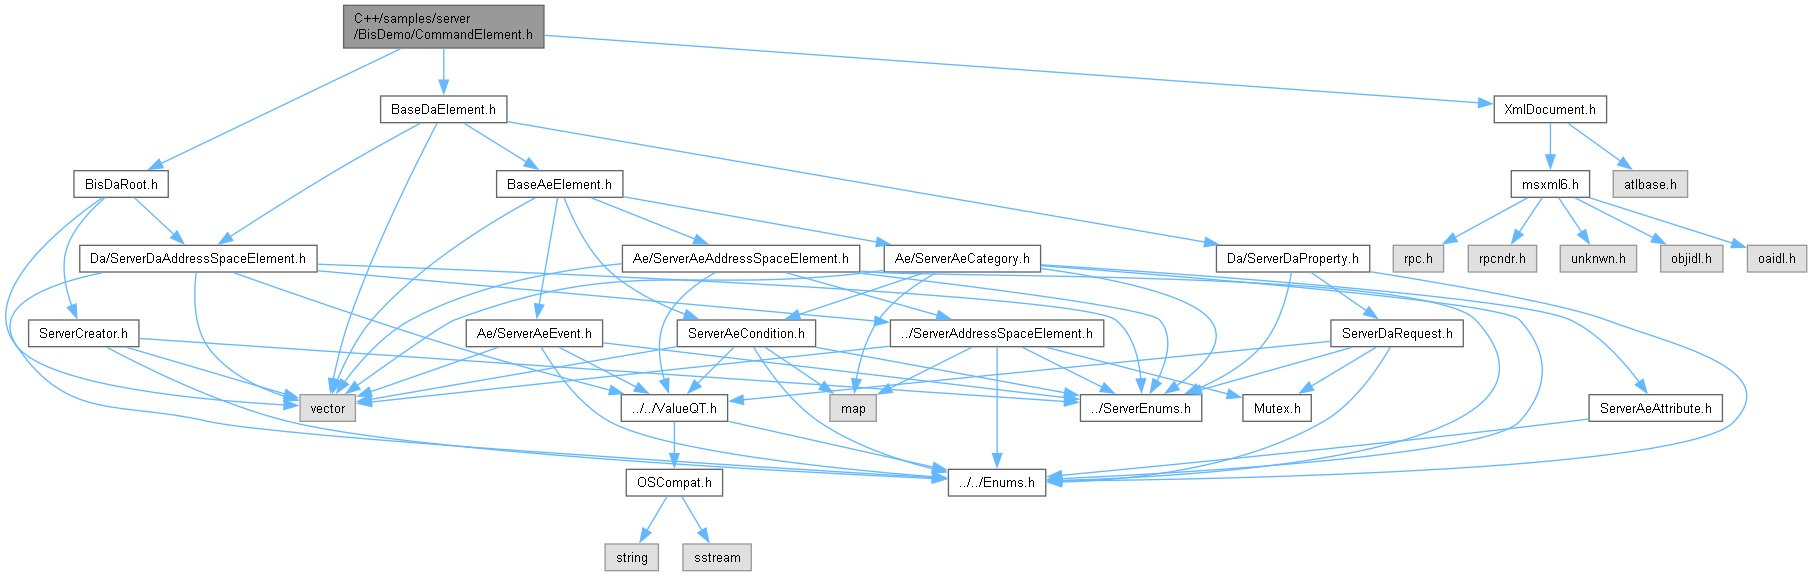 C++/samples/server
/BisDemo/CommandElement.h
BaseDaElement.h
XmlDocument.h
BisDaRoot.h
BaseAeElement.h
msxml6.h
atlbase.h
Da/ServerDaAddressSpaceElement.h
Ae/ServerAeAddressSpaceElement.h
Ae/ServerAeCategory.h
Da/ServerDaProperty.h
rpc.h
rpcndr.h
unknwn.h
objidl.h
oaidl.h
ServerCreator.h
Ae/ServerAeEvent.h
ServerAeCondition.h
../ServerAddressSpaceElement.h
ServerDaRequest.h
vector
../../ValueQT.h
map
../ServerEnums.h
Mutex.h
ServerAeAttribute.h
OSCompat.h
../../Enums.h
string
sstream